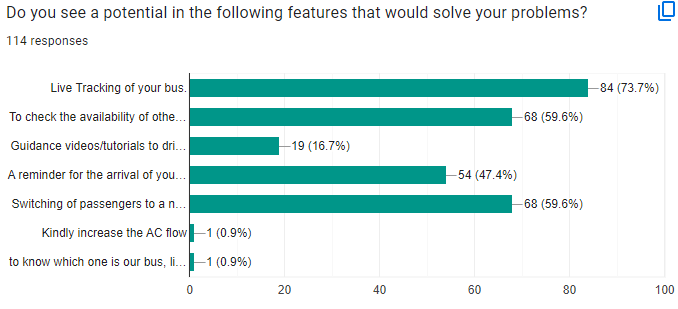 Do you see a potential in the following features that would solve your problems?
114 responses
Live Tracking of your bus.
84 (73.7%)
To check the availability of othe...
68 (59.6%)
Guidance videos/tutorials to dri...
19 (16.7%)
A reminder for the arrival of you...
54 (47.4%)
Switching of passengers to a n...
68 (59.6%)
Kindly increase the AC flow
1 (0.9%)
to know which one is our bus, li...
1 (0.9%)
0 20 40 60 80 100